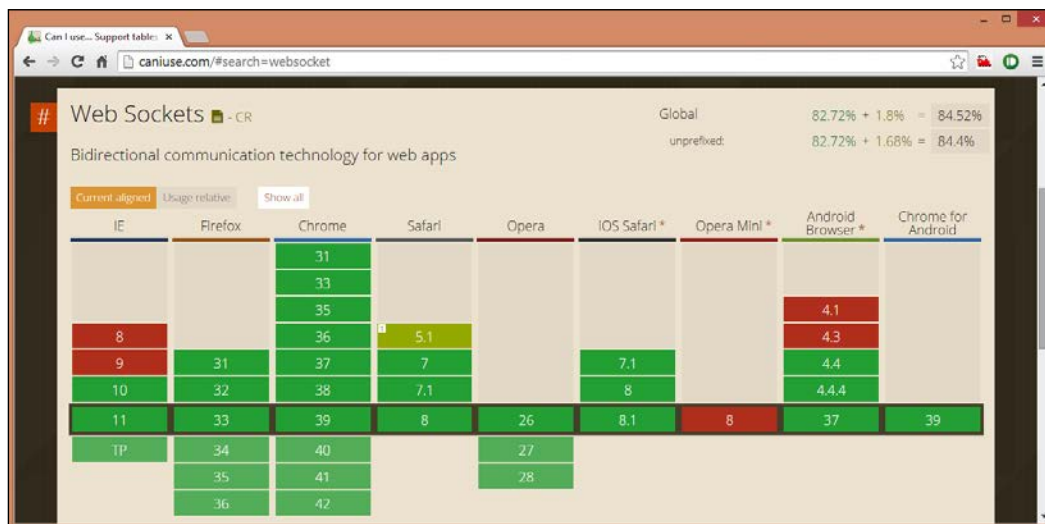 Can I use... Support tables
caniuse.com/#search=websocket
#
Web Sockets - CR
Global 82.72% + 1.8% = 84.52%
unprefixed: 82.72% + 1.68% = 84.4%
Bidirectional communication technology for web apps
Current aligned Usage relative Show all
IE Firefox Chrome Safari Opera iOS Safari * Opera Mini * Android Browser * Chrome for Android
31
33
35 4.1
8 36 1 5.1 4.3
9 31 37 7 7.1 4.4
10 32 38 7.1 8 4.4.4
11 33 39 8 26 8.1 8 37 39
TP 34 40 27
35 41 28
36 42